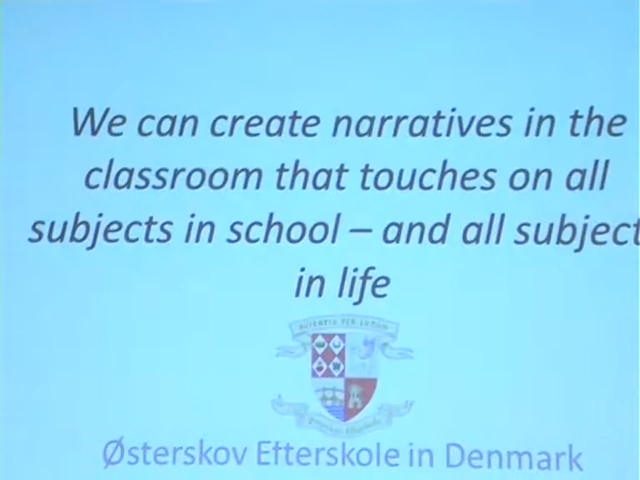 We can create narratives in the
classroom that touches on all
subjects in school – and all subject
in life
Østerskov Efterskole in Denmark